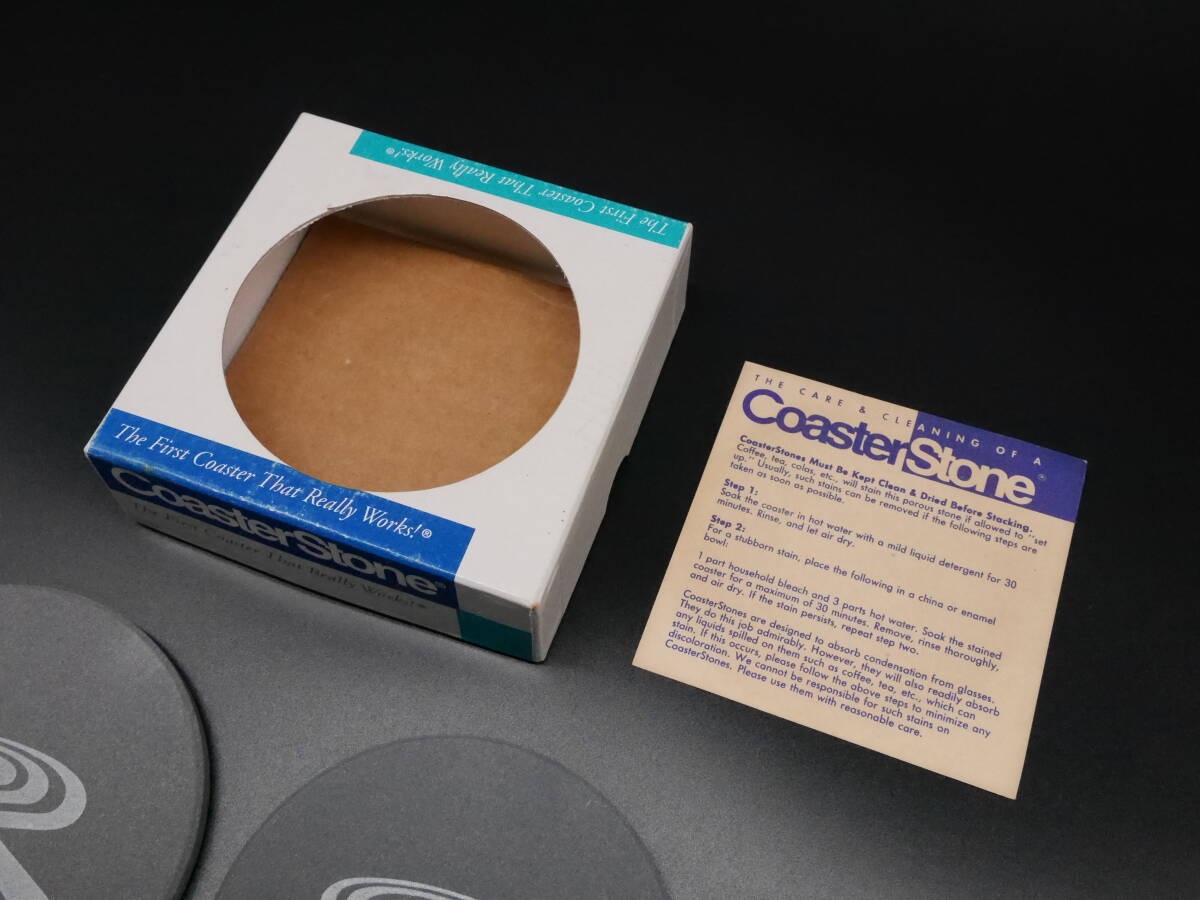 The First Coaster That Really Works!®
The First Coaster That Really Works!®
CoasterStone®
The First Coaster That Really Works!®
THE CARE & CLEANING OF A
CoasterStone®
CoasterStones Must Be Kept Clean & Dried Before Stacking.
Coffee, tea, colas, etc., will stain this porous stone if allowed to "set
up." Usually, such stains can be removed if the following steps are
taken as soon as possible.
Step 1:
Soak the coaster in hot water with a mild liquid detergent for 30
minutes. Rinse, and let air dry.
Step 2:
For a stubborn stain, place the following in a china or enamel
bowl:
1 part household bleach and 3 parts hot water. Soak the stained
coaster for a maximum of 30 minutes. Remove, rinse thoroughly,
and air dry. If the stain persists, repeat step two.
CoasterStones are designed to absorb condensation from glasses.
They do this job admirably. However, they will also readily absorb
any liquids spilled on them such as coffee, tea, etc., which can
stain. If this occurs, please follow the above steps to minimize any
discoloration. We cannot be responsible for such stains on
CoasterStones. Please use them with reasonable care.